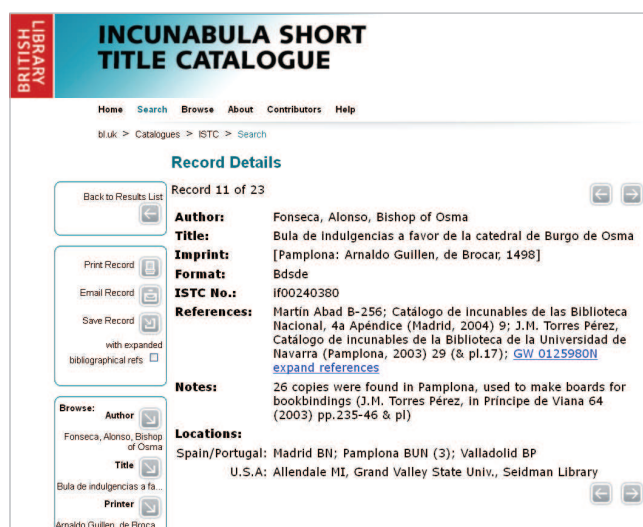 BRITISH
LIBRARY
INCUNABULA SHORT
TITLE CATALOGUE
Home Search Browse About Contributors Help
bl.uk > Catalogues > ISTC > Search
Record Details
Back to Results List
Record 11 of 23
Print Record
Email Record
Save Record
with expanded
bibliographical refs
Browse: Author
Fonseca, Alonso, Bishop
of Osma
Title
Bula de indulgencias a fa...
Printer
Arnaldo Guillen, de Broca...
Author: Fonseca, Alonso, Bishop of Osma
Title: Bula de indulgencias a favor de la catedral de Burgo de Osma
Imprint: [Pamplona: Arnaldo Guillen, de Brocar, 1498]
Format: Bdsde
ISTC No.: if00240380
References: Martín Abad B-256; Catálogo de incunables de las Biblioteca
Nacional, 4a Apéndice (Madrid, 2004) 9; J.M. Torres Pérez,
Catálogo de incunables de la Biblioteca de la Universidad de
Navarra (Pamplona, 2003) 29 (& pl.17); GW 0125980N
expand references
Notes: 26 copies were found in Pamplona, used to make boards for
bookbindings (J.M. Torres Pérez, in Príncipe de Viana 64
(2003) pp.235-46 & pl)
Locations:
Spain/Portugal: Madrid BN; Pamplona BUN (3); Valladolid BP
U.S.A: Allendale MI, Grand Valley State Univ., Seidman Library